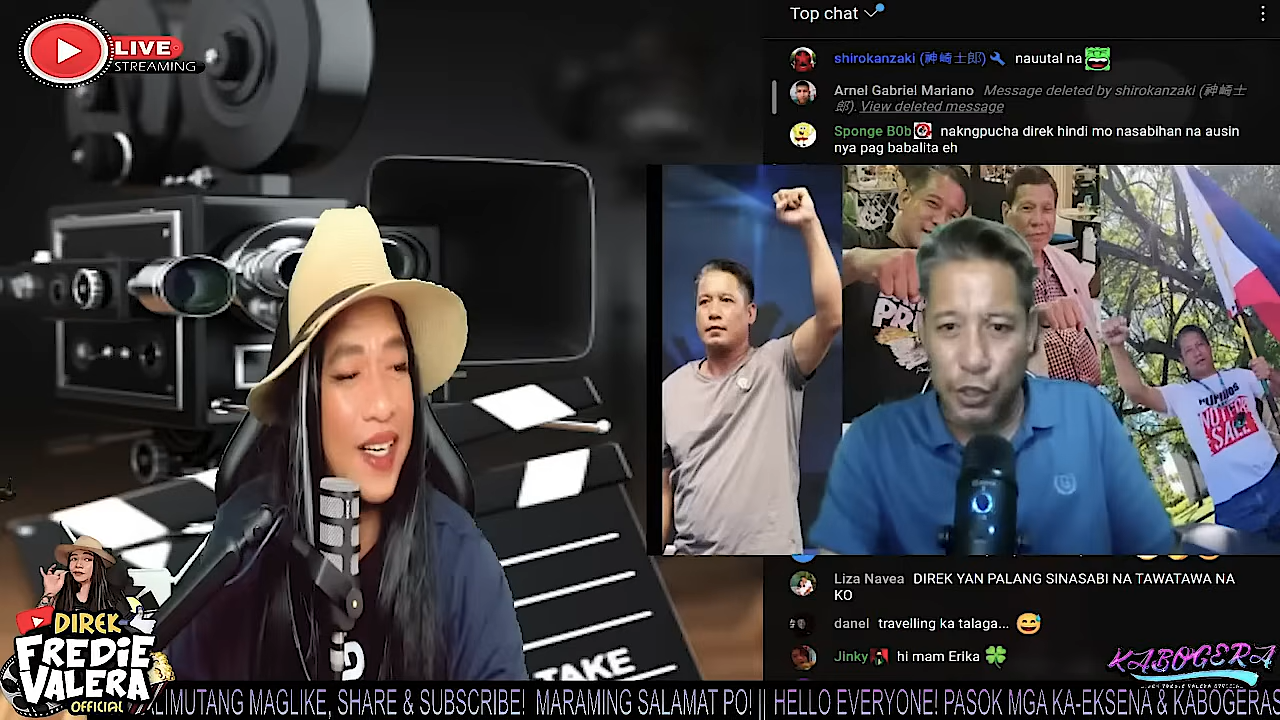 LIVE
STREAMING
Top chat
shirokanzaki (神崎士郎) nauutal na
Arnel Gabriel Mariano Message deleted by shirokanzaki (神崎士
郎). View deleted message
Sponge B0b nakngpucha direk hindi mo nasabihan na ausin
nya pag babalita eh
NOT FOR
SALE
Liza Navea DIREK YAN PALANG SINASABI NA TAWATAWA NA
KO
danel travelling ka talaga...
Jinky hi mam Erika
TAKE
DIREK
FREDIE
VALERA
OFFICIAL
KABOGERA
LIMUTANG MAGLIKE, SHARE & SUBSCRIBE! MARAMING SALAMAT PO! || HELLO EVERYONE! PASOK MGA KA-EKSENA & KABOGERAS